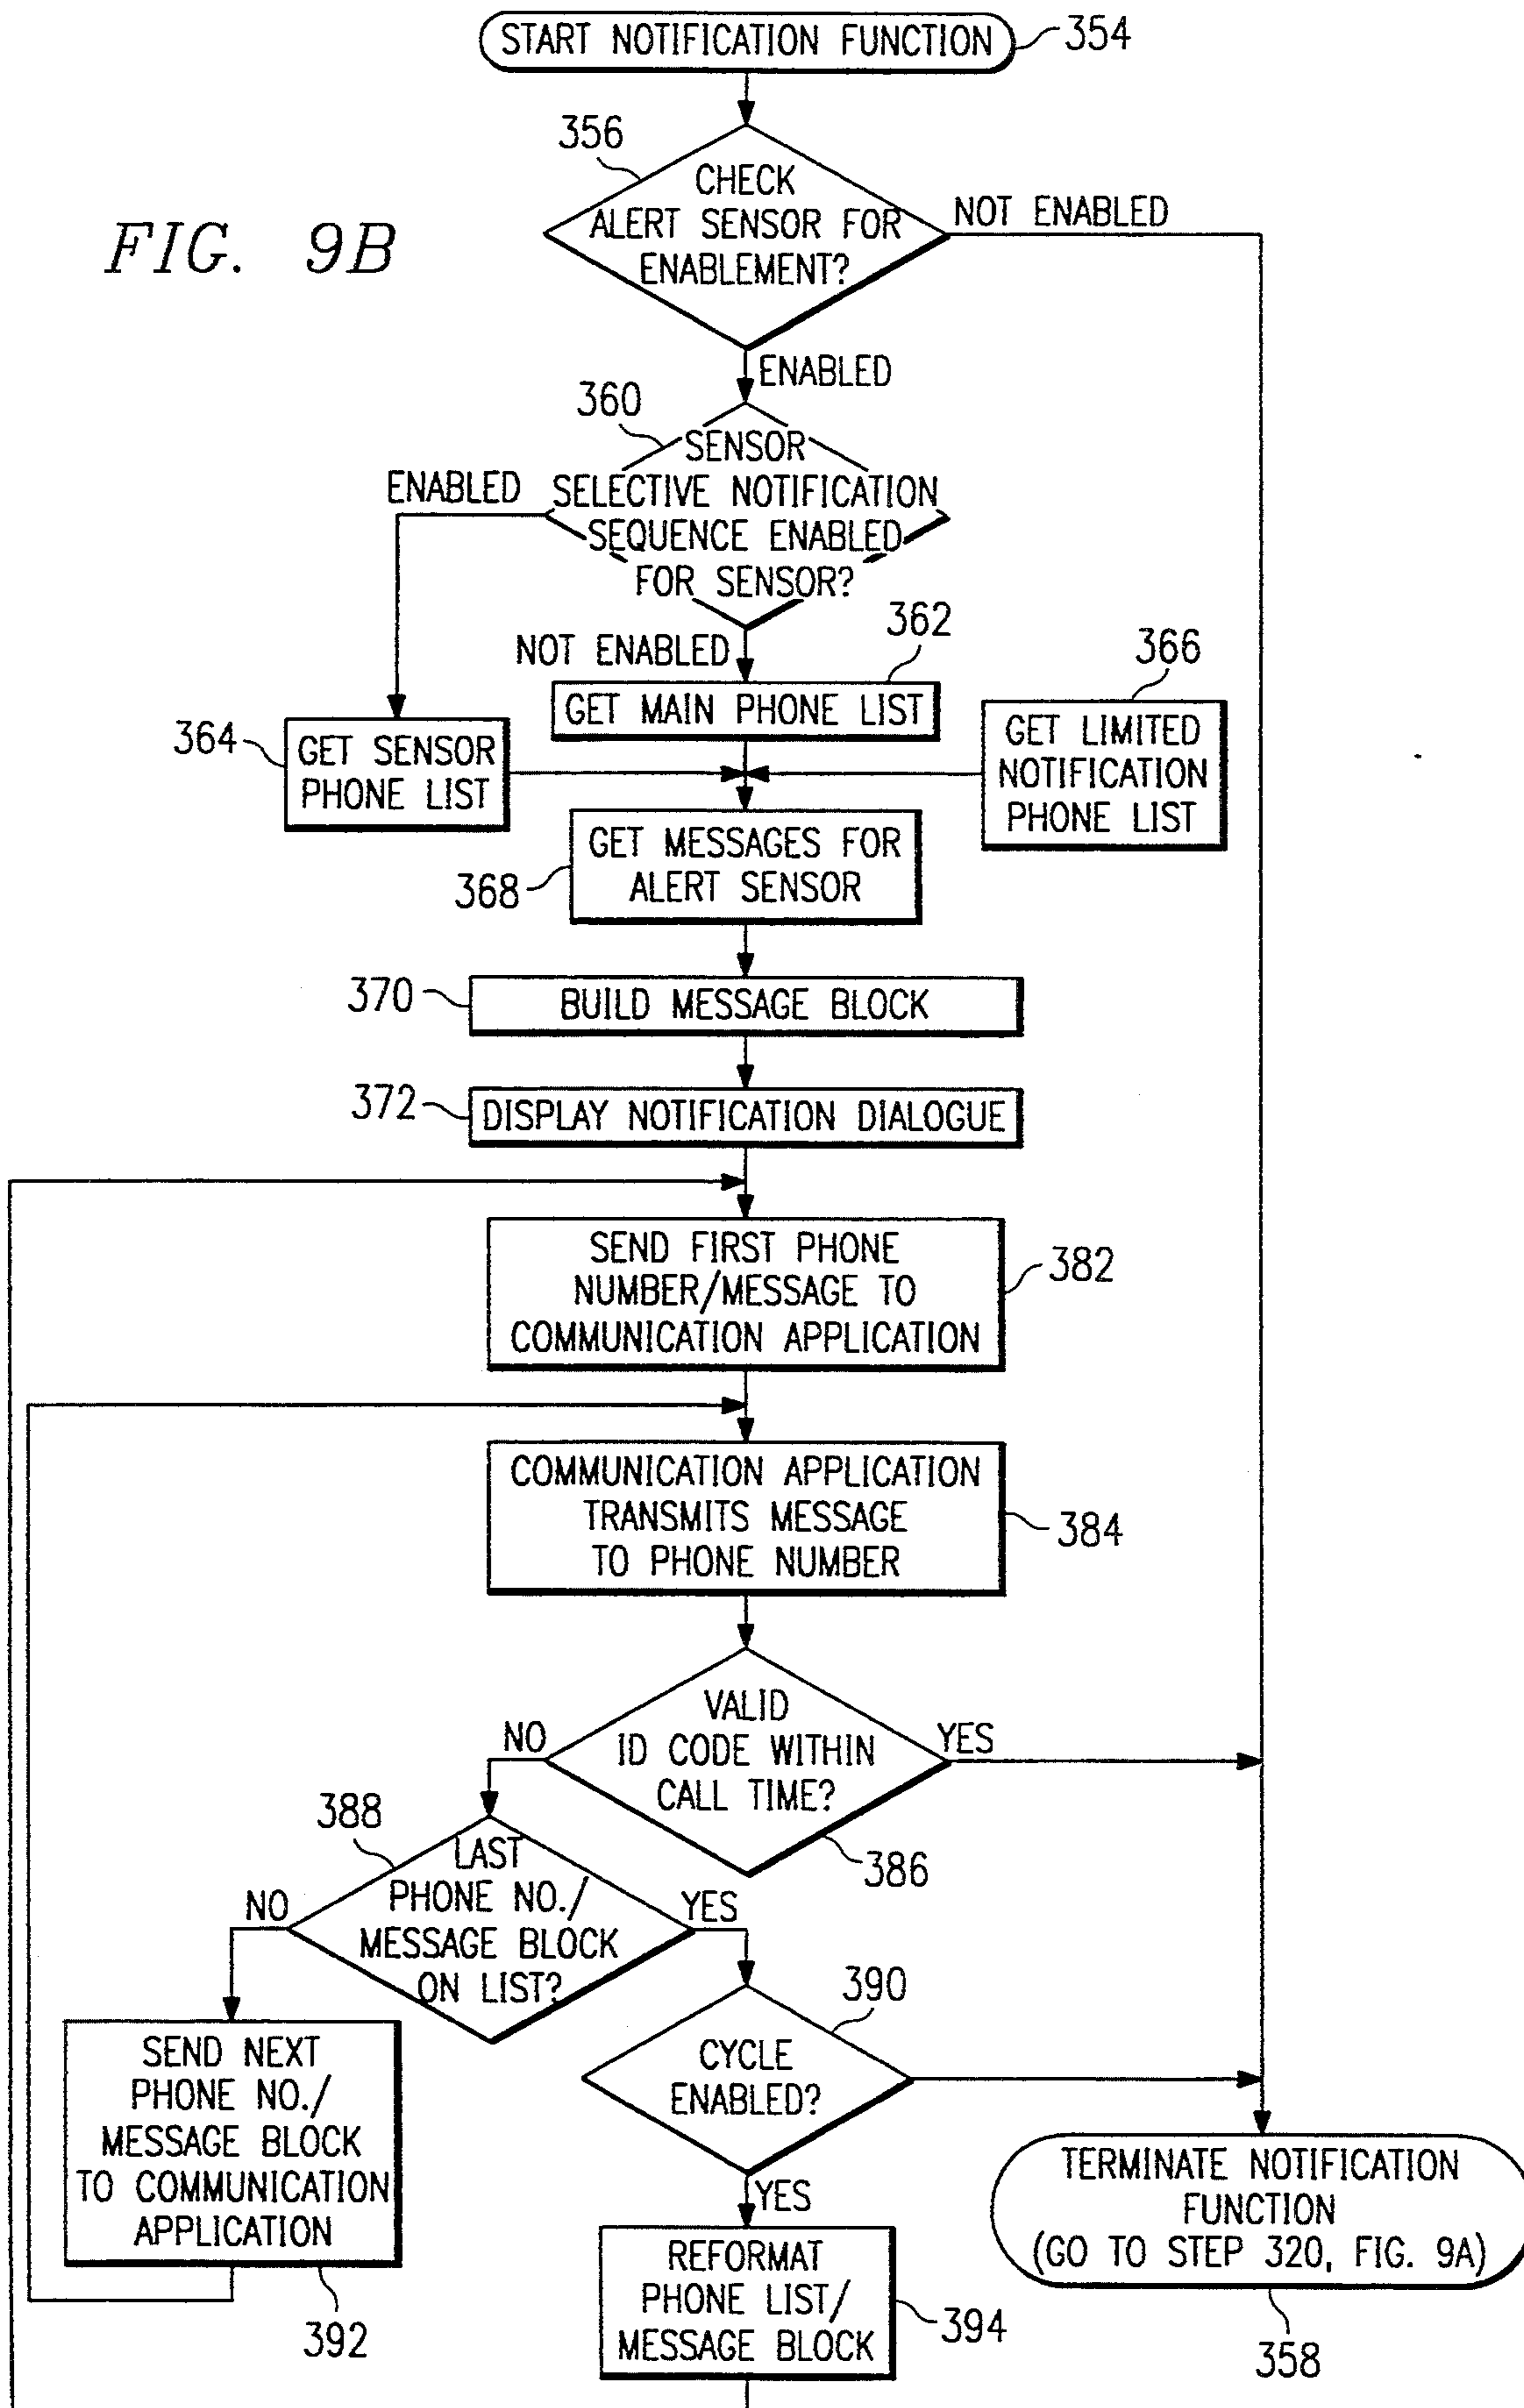 START NOTIFICATION FUNCTION
354
356
CHECK
ALERT SENSOR FOR
ENABLEMENT?
NOT ENABLED
FIG. 9B
ENABLED
360
SENSOR
SELECTIVE NOTIFICATION
SEQUENCE ENABLED
FOR SENSOR?
ENABLED
NOT ENABLED
362
GET MAIN PHONE LIST
366
GET LIMITED
NOTIFICATION
PHONE LIST
364
GET SENSOR
PHONE LIST
GET MESSAGES FOR
ALERT SENSOR
368
370
BUILD MESSAGE BLOCK
372
DISPLAY NOTIFICATION DIALOGUE
SEND FIRST PHONE
NUMBER/MESSAGE TO
COMMUNICATION APPLICATION
382
COMMUNICATION APPLICATION
TRANSMITS MESSAGE
TO PHONE NUMBER
384
VALID
ID CODE WITHIN
CALL TIME?
NO
YES
386
388
LAST
PHONE NO./
MESSAGE BLOCK
ON LIST?
NO
YES
390
CYCLE
ENABLED?
YES
SEND NEXT
PHONE NO./
MESSAGE BLOCK
TO COMMUNICATION
APPLICATION
392
REFORMAT
PHONE LIST/
MESSAGE BLOCK
394
TERMINATE NOTIFICATION
FUNCTION
(GO TO STEP 320, FIG. 9A)
358